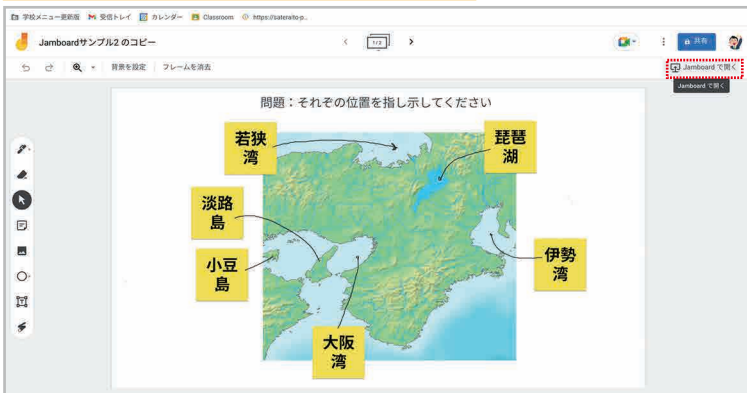 学校メニュー更新版 受信トレイ カレンダー Classroom https://sateraito-p...
Jamboardサンプル2 のコピー
1/2
共有
背景を設定 フレームを消去
Jamboard で開く
Jamboard で開く
問題：それぞの位置を指し示してください
若狭
湾
琵琶
湖
淡路
島
小豆
島
伊勢
湾
大阪
湾